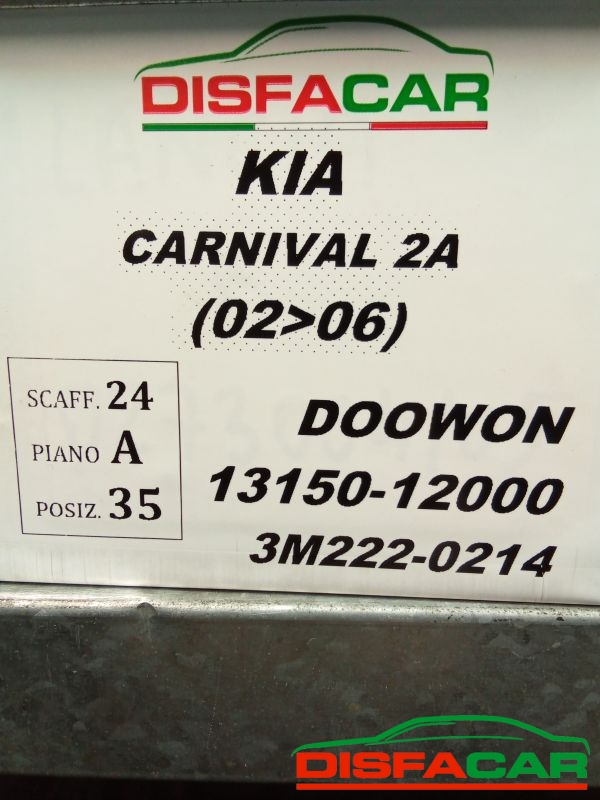 DISFACAR
KIA
CARNIVAL 2A
(02>06)
SCAFF. 24
PIANO A
POSIZ. 35
DOOWON
13150-12000
3M222-0214
DISFACAR